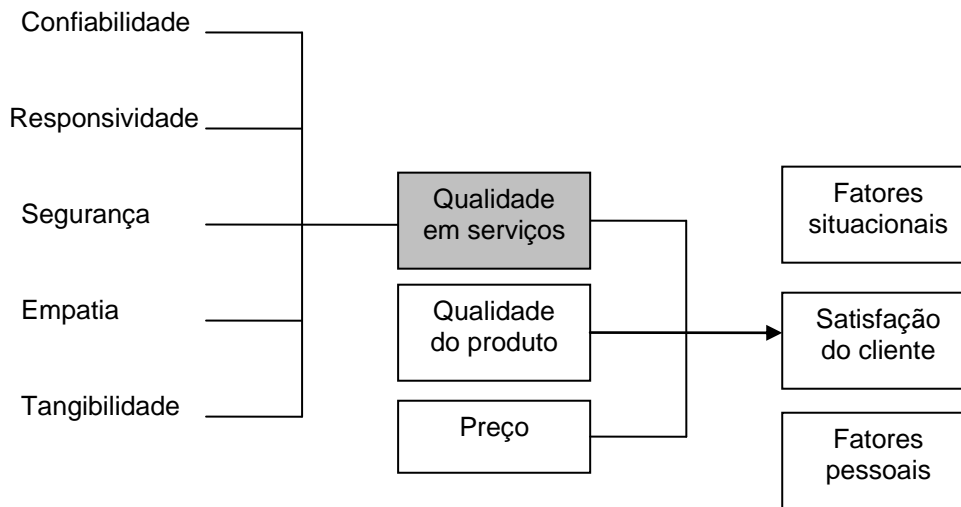 Confiabilidade
Responsividade
Segurança
Empatia
Tangibilidade
Qualidade
em serviços
Qualidade
do produto
Preço
Fatores
situacionais
Satisfação
do cliente
Fatores
pessoais